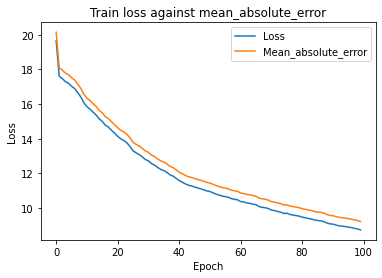 Train loss against mean_absolute_error
Loss
Mean_absolute_error
20
18
16
14
12
10
Loss
0
20
40
60
80
100
Epoch